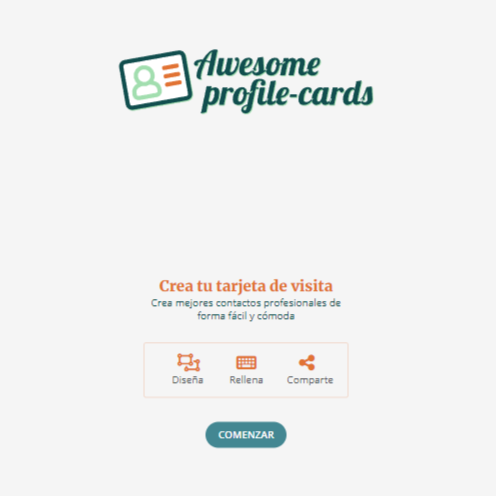 Awesome
profile-cards
Crea tu tarjeta de visita
Crea mejores contactos profesionales de
forma fácil y cómoda
Diseña Rellena Comparte
COMENZAR